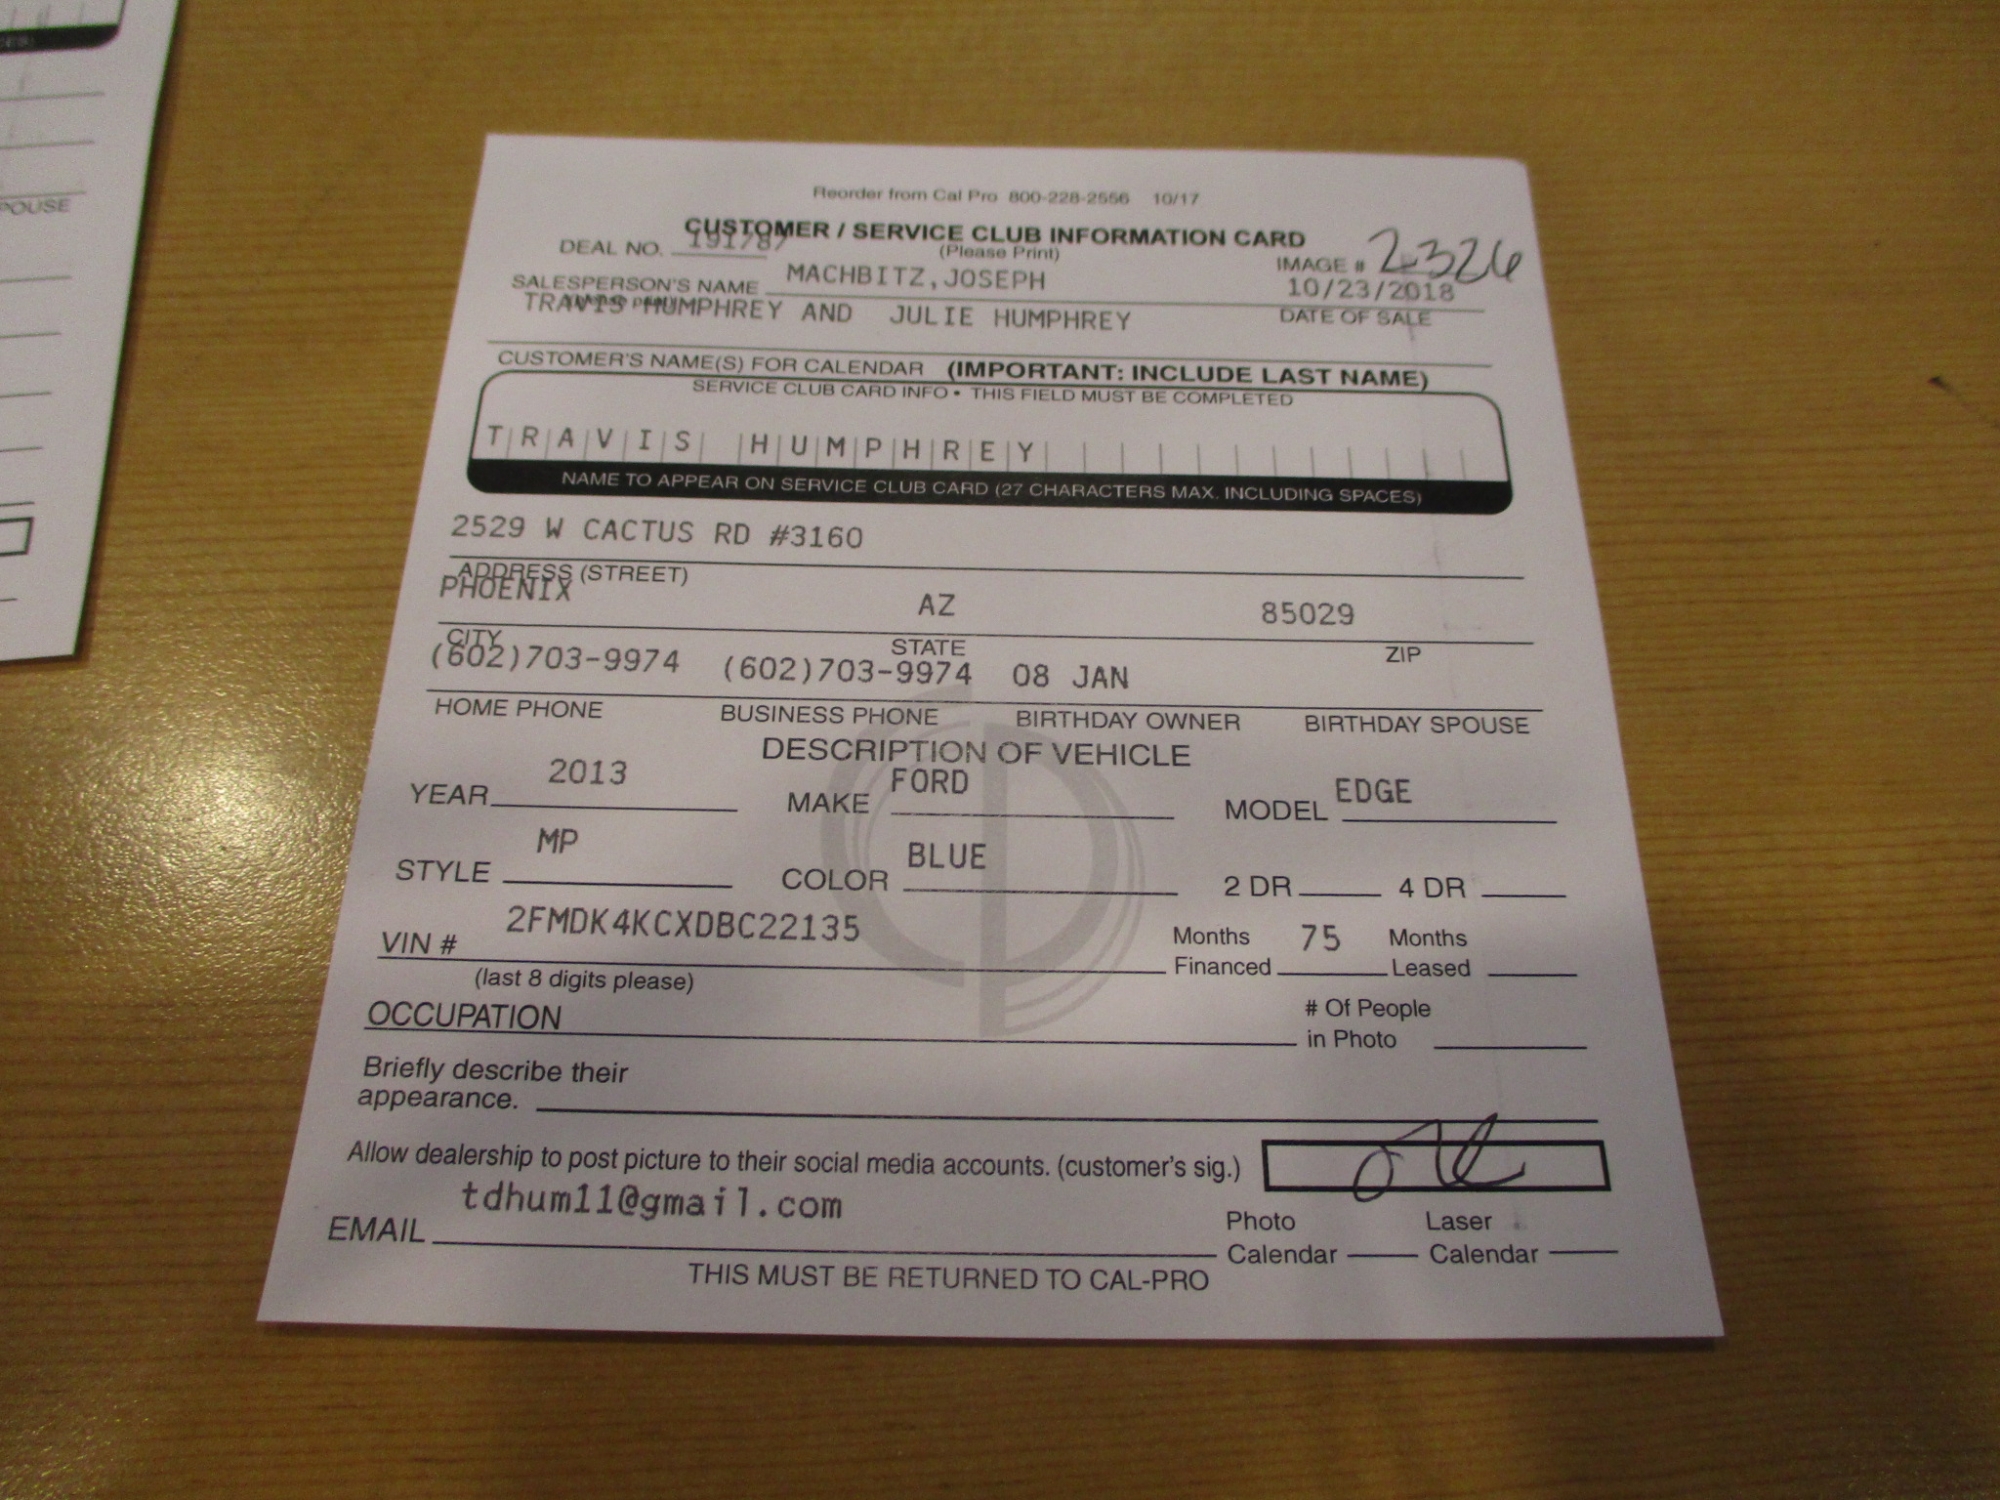 POUSE
Reorder from Cal Pro 800-228-2556 10/17
CUSTOMER / SERVICE CLUB INFORMATION CARD
DEAL NO. 191787
(Please Print)
IMAGE # 2326
SALESPERSON'S NAME MACHBITZ,JOSEPH
10/23/2018
TRAVIS HUMPHREY AND JULIE HUMPHREY
DATE OF SALE
CUSTOMER'S NAME(S) FOR CALENDAR (IMPORTANT: INCLUDE LAST NAME)
SERVICE CLUB CARD INFO • THIS FIELD MUST BE COMPLETED
TRAVIS HUMPHREY
NAME TO APPEAR ON SERVICE CLUB CARD (27 CHARACTERS MAX. INCLUDING SPACES)
2529 W CACTUS RD #3160
ADDRESS (STREET)
PHOENIX AZ 85029
CITY STATE ZIP
(602)703-9974 (602)703-9974 08 JAN
HOME PHONE BUSINESS PHONE BIRTHDAY OWNER BIRTHDAY SPOUSE
DESCRIPTION OF VEHICLE
YEAR 2013 MAKE FORD MODEL EDGE
STYLE MP COLOR BLUE 2 DR 4 DR
VIN # 2FMDK4KCXDBC22135 Months Financed 75 Months Leased
(last 8 digits please)
OCCUPATION # Of People in Photo
Briefly describe their
appearance.
Allow dealership to post picture to their social media accounts. (customer's sig.)
EMAIL tdhum11@gmail.com Photo Calendar Laser Calendar
THIS MUST BE RETURNED TO CAL-PRO